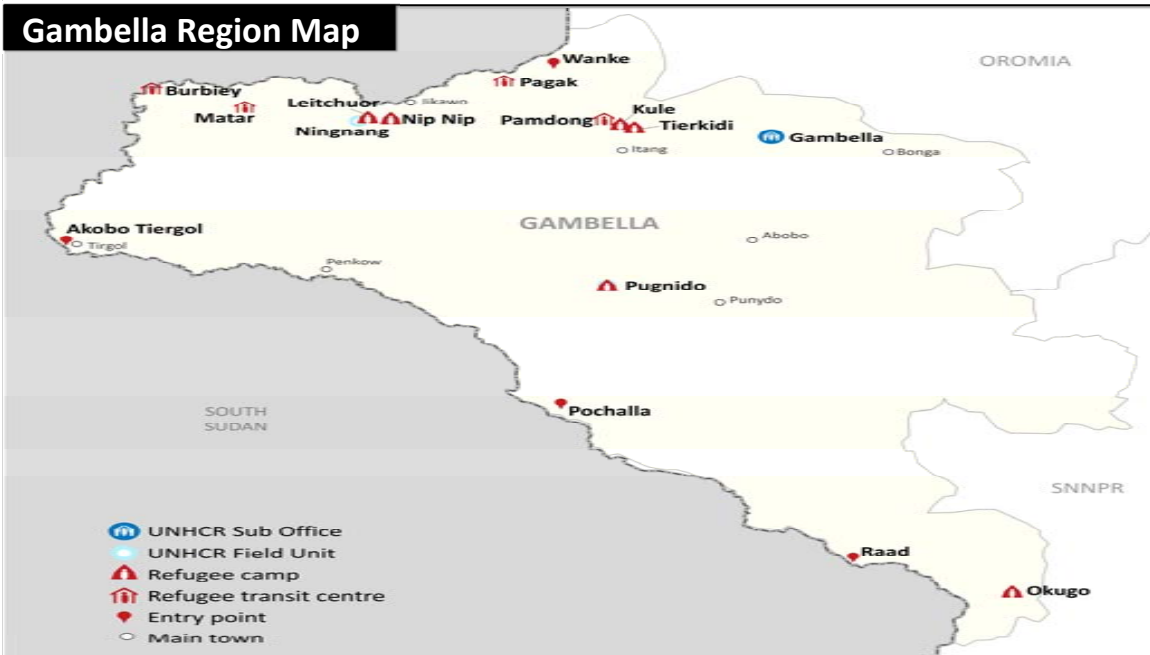 Gambella Region Map
Wanke
OROMIA
Pagak
Burbiey
Leitchuor
Jikawo
Matar
Nip Nip
Ningnang
Kule
Pamdong
Tierkidi
Gambella
Itang
Bonga
GAMBELLA
Akobo Tiergol
Tirgol
Abobo
Penkow
Pugnido
Punydo
SOUTH
SUDAN
Pochalla
SNNPR
Raad
Okugo
UNHCR Sub Office
UNHCR Field Unit
Refugee camp
Refugee transit centre
Entry point
Main town